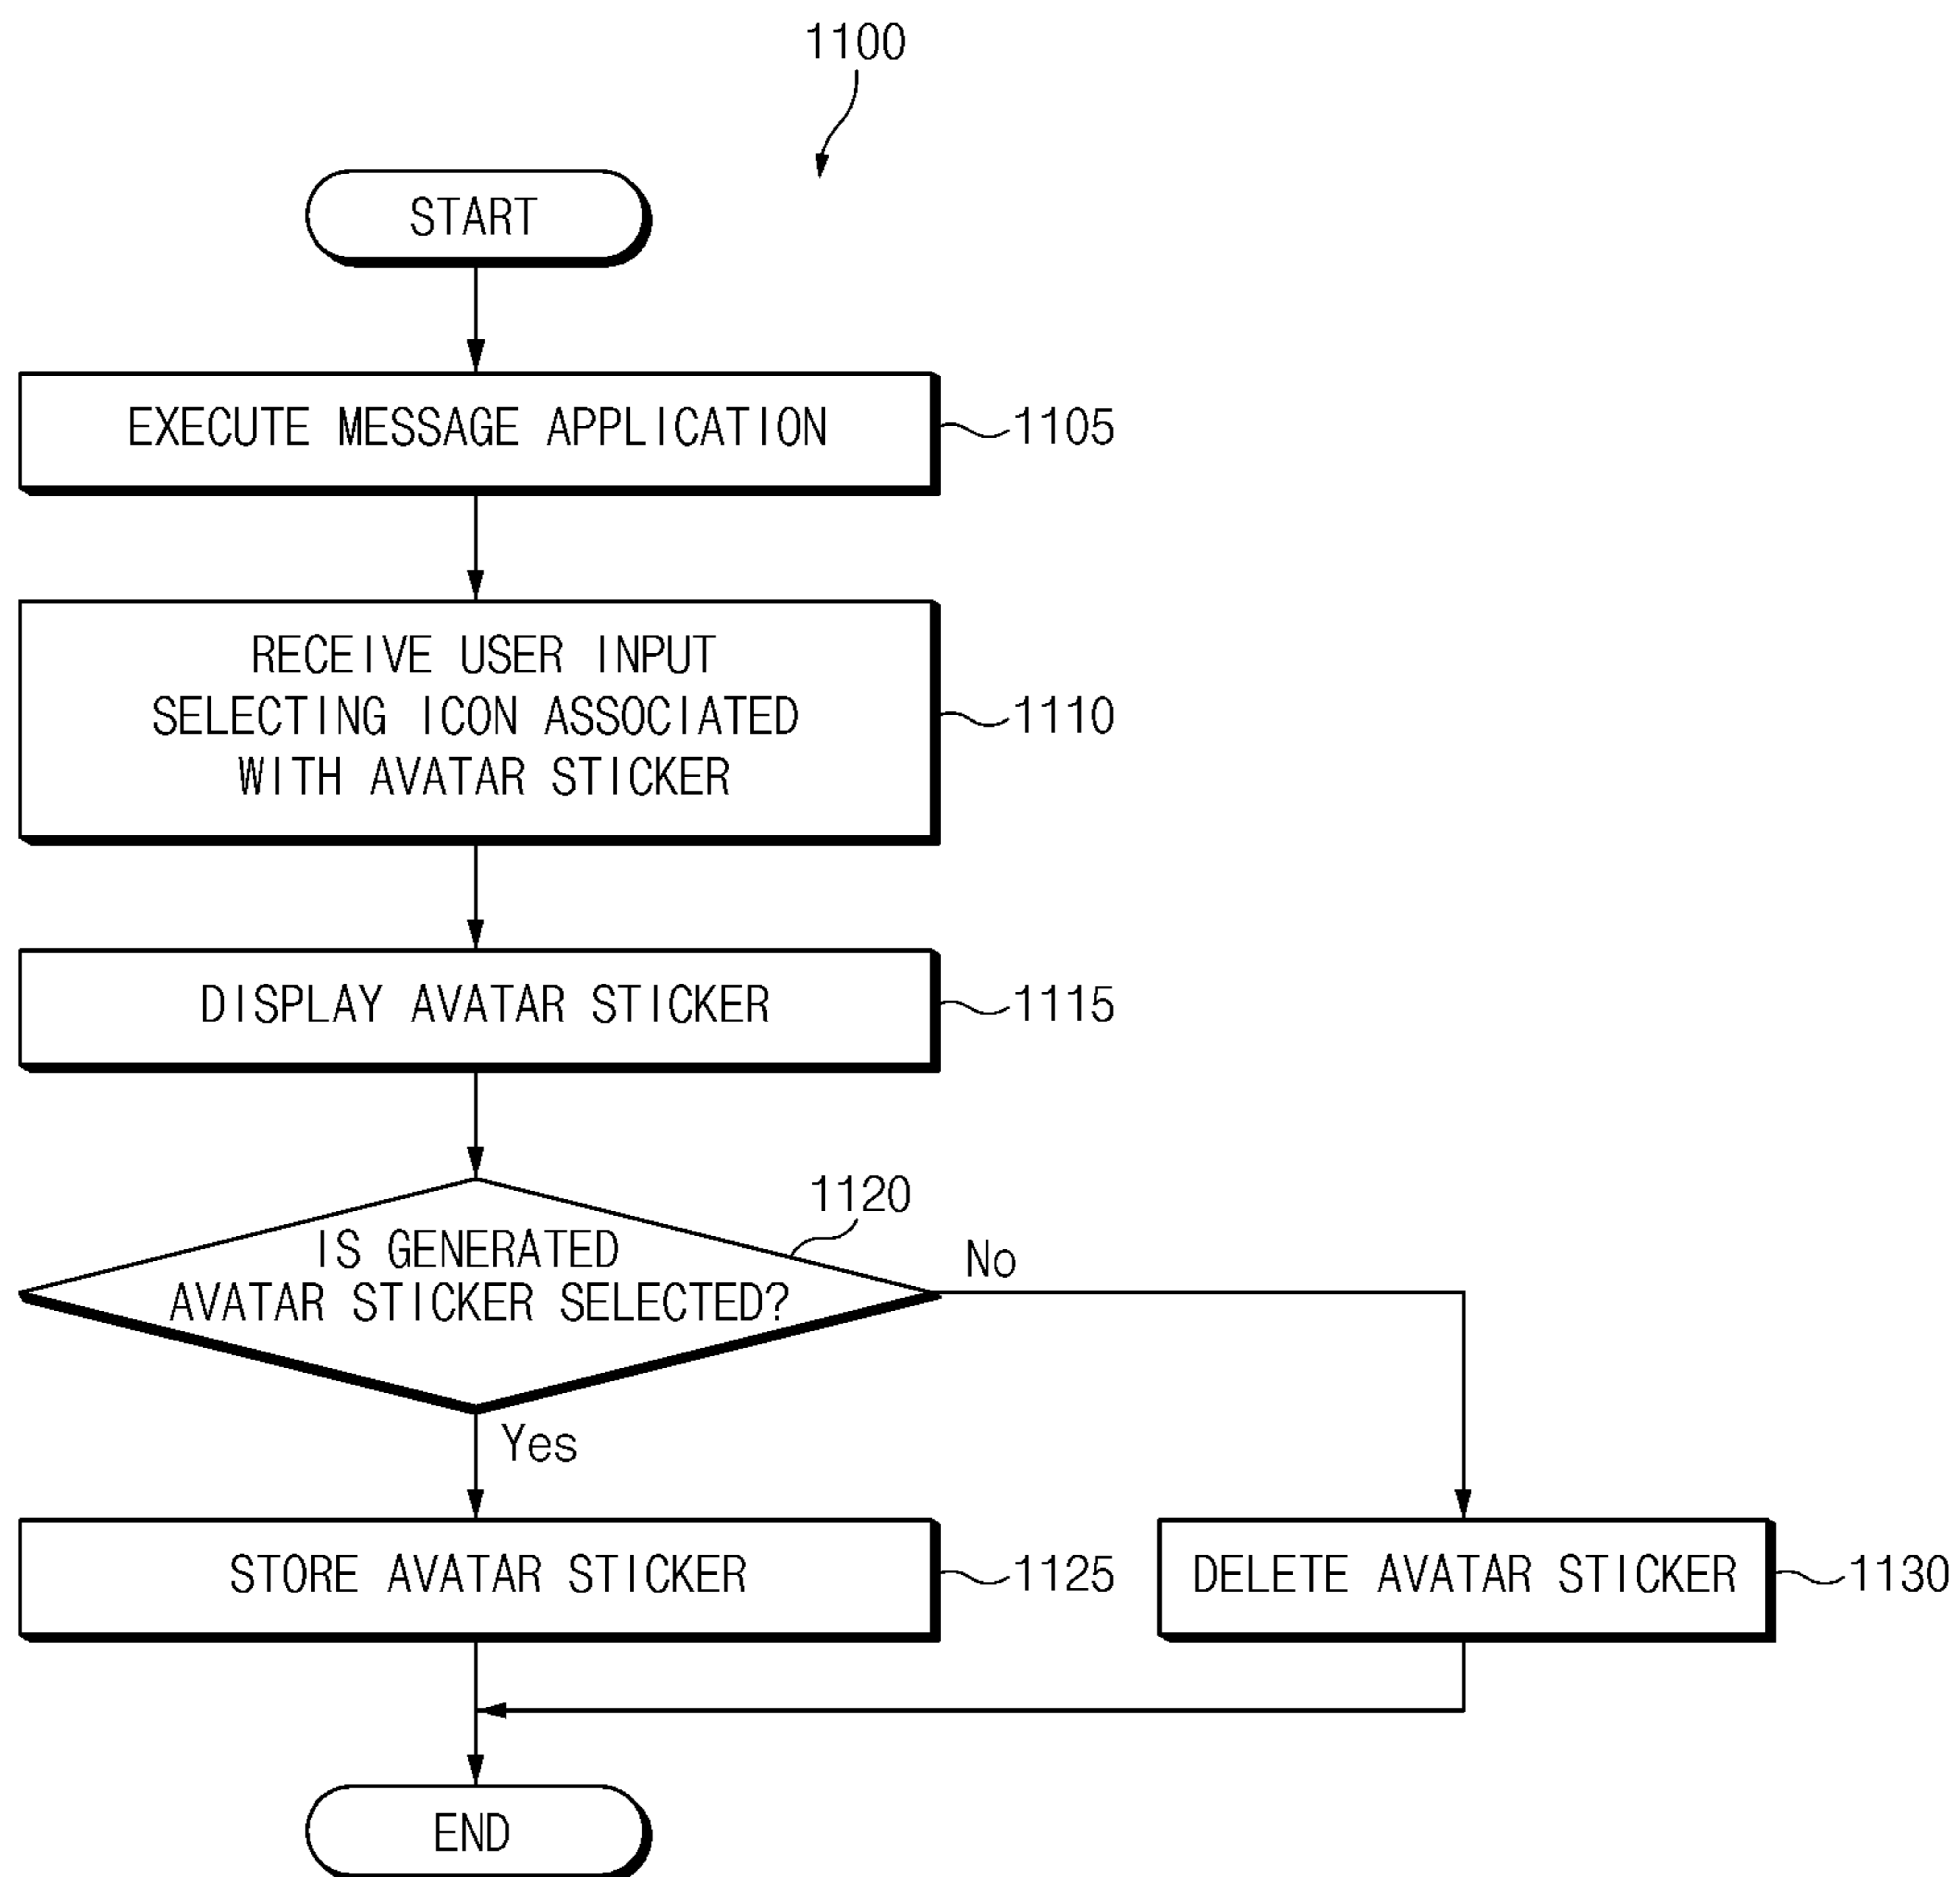 1100
START
EXECUTE MESSAGE APPLICATION
1105
RECEIVE USER INPUT
SELECTING ICON ASSOCIATED
WITH AVATAR STICKER
1110
DISPLAY AVATAR STICKER
1115
1120
IS GENERATED
AVATAR STICKER SELECTED?
No
Yes
STORE AVATAR STICKER
1125
DELETE AVATAR STICKER
1130
END